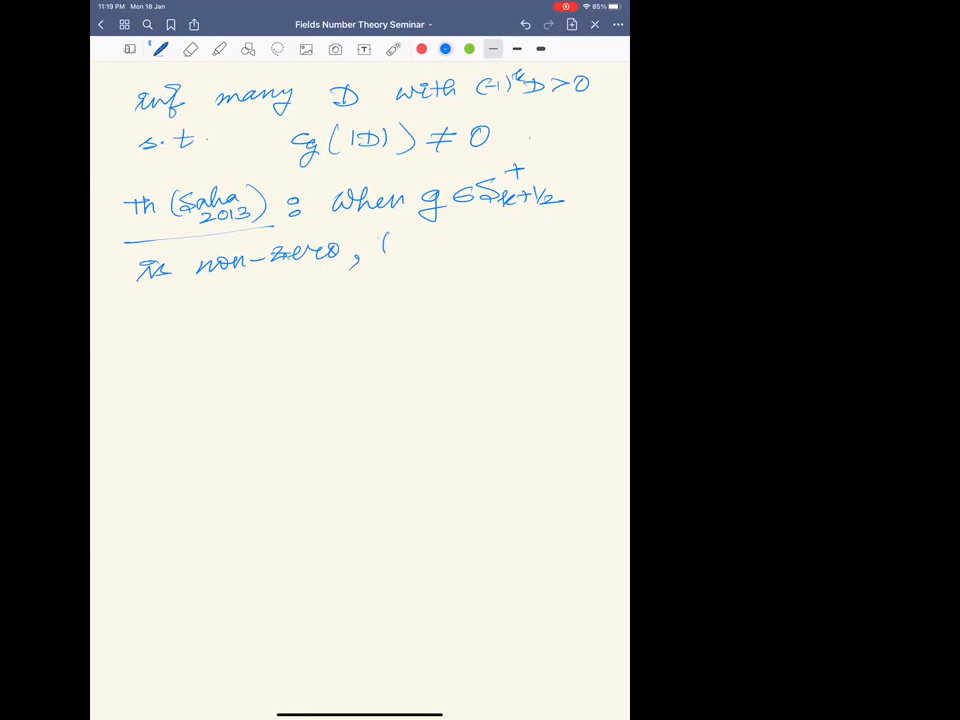 11:19 PM Mon 18 Jan
85%
Fields Number Theory Seminar
inf many D with (-1)^k D > 0
s.t. c_g(|D|) ≠ 0
Th (Saha 2013) : When g ∈ S^+_{k+1/2}
is non-zero, (